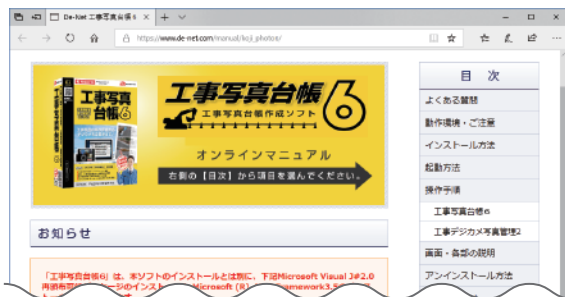 De-Net 工事写真台帳6
https://www.de-net.com/manual/koji_photos/
工事写真
台帳6
工事写真台帳6
工事写真台帳作成ソフト
オンラインマニュアル
右側の【目次】から項目を選んでください。
お知らせ
「工事写真台帳6」は、本ソフトのインストールとは別に、下記Microsoft Visual J#2.0
目 次
よくある質問
動作環境・ご注意
インストール方法
起動方法
操作手順
工事写真台帳6
工事デジカメ写真管理2
画面・各部の説明
アンインストール方法